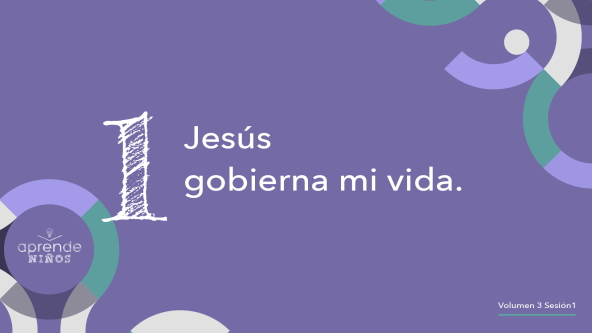 1
Jesús
gobierna mi vida.
aprende
NIÑOS
Volumen 3 Sesión1